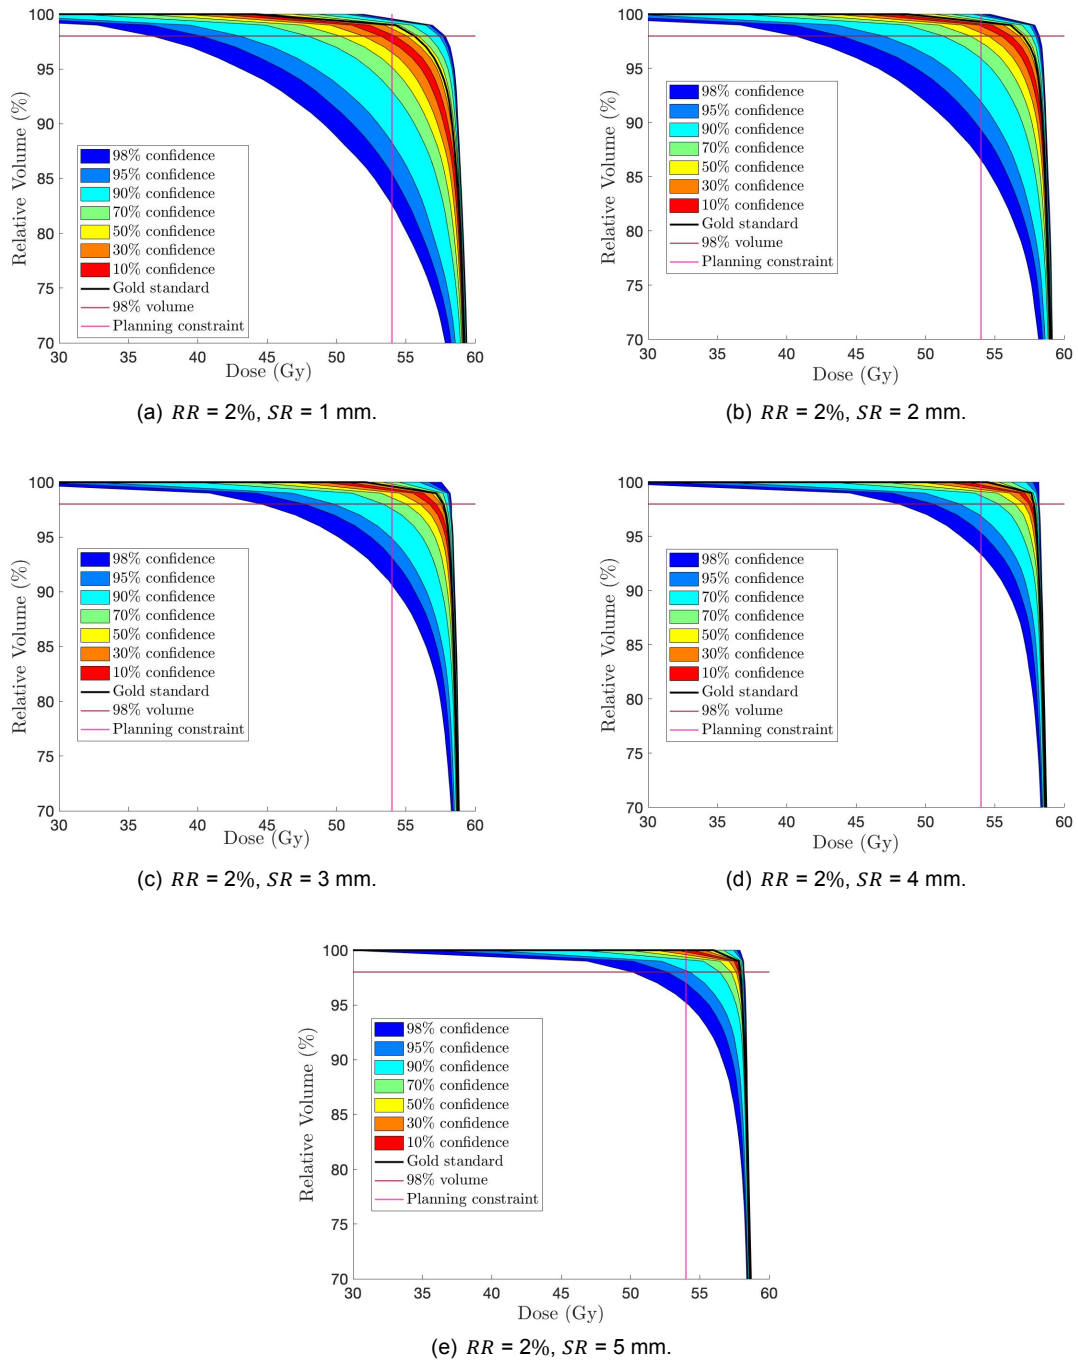 100
95
90
85
80
75
70
Relative Volume (%)
98% confidence
95% confidence
90% confidence
70% confidence
50% confidence
30% confidence
10% confidence
Gold standard
98% volume
Planning constraint
30 35 40 45 50 55 60
Dose (Gy)
(a) RR = 2%, SR = 1 mm.
100
95
90
85
80
75
70
Relative Volume (%)
98% confidence
95% confidence
90% confidence
70% confidence
50% confidence
30% confidence
10% confidence
Gold standard
98% volume
Planning constraint
30 35 40 45 50 55 60
Dose (Gy)
(b) RR = 2%, SR = 2 mm.
100
95
90
85
80
75
70
Relative Volume (%)
98% confidence
95% confidence
90% confidence
70% confidence
50% confidence
30% confidence
10% confidence
Gold standard
98% volume
Planning constraint
30 35 40 45 50 55 60
Dose (Gy)
(c) RR = 2%, SR = 3 mm.
100
95
90
85
80
75
70
Relative Volume (%)
98% confidence
95% confidence
70% confidence
70% confidence
50% confidence
30% confidence
10% confidence
Gold standard
98% volume
Planning constraint
30 35 40 45 50 55 60
Dose (Gy)
(d) RR = 2%, SR = 4 mm.
100
95
90
85
80
75
70
Relative Volume (%)
98% confidence
95% confidence
90% confidence
70% confidence
50% confidence
30% confidence
10% confidence
Gold standard
98% volume
Planning constraint
30 35 40 45 50 55 60
Dose (Gy)
(e) RR = 2%, SR = 5 mm.